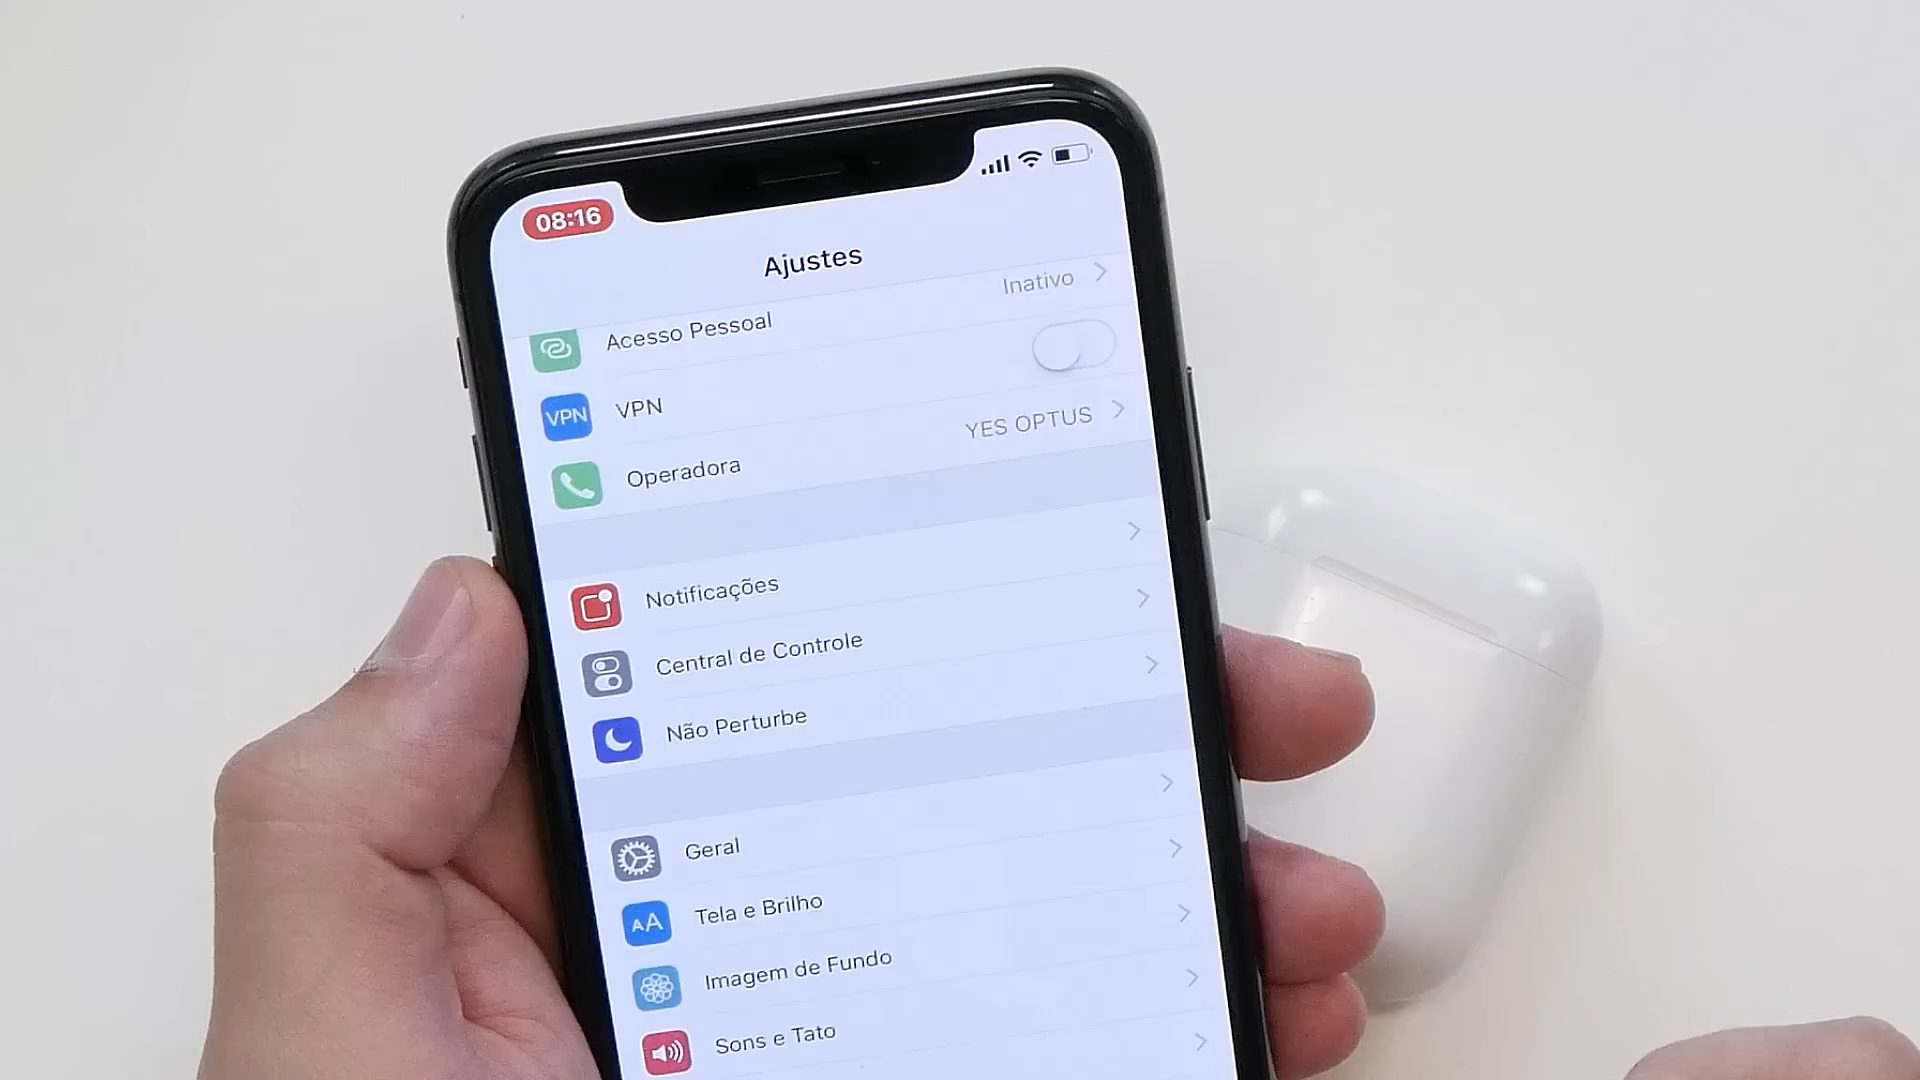 08:16
Ajustes
Acesso Pessoal Inativo
VPN VPN
Operadora YES OPTUS
Notificações
Central de Controle
Não Perturbe
Geral
AA Tela e Brilho
Imagem de Fundo
Sons e Tato